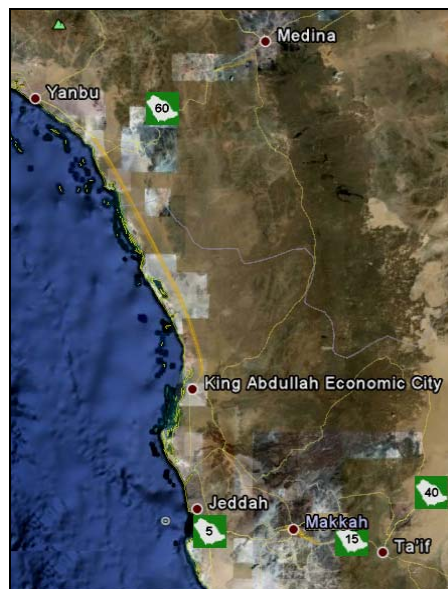 Medina
Yanbu
60
King Abdullah Economic City
40
Jeddah
5
Makkah
15
Ta'if